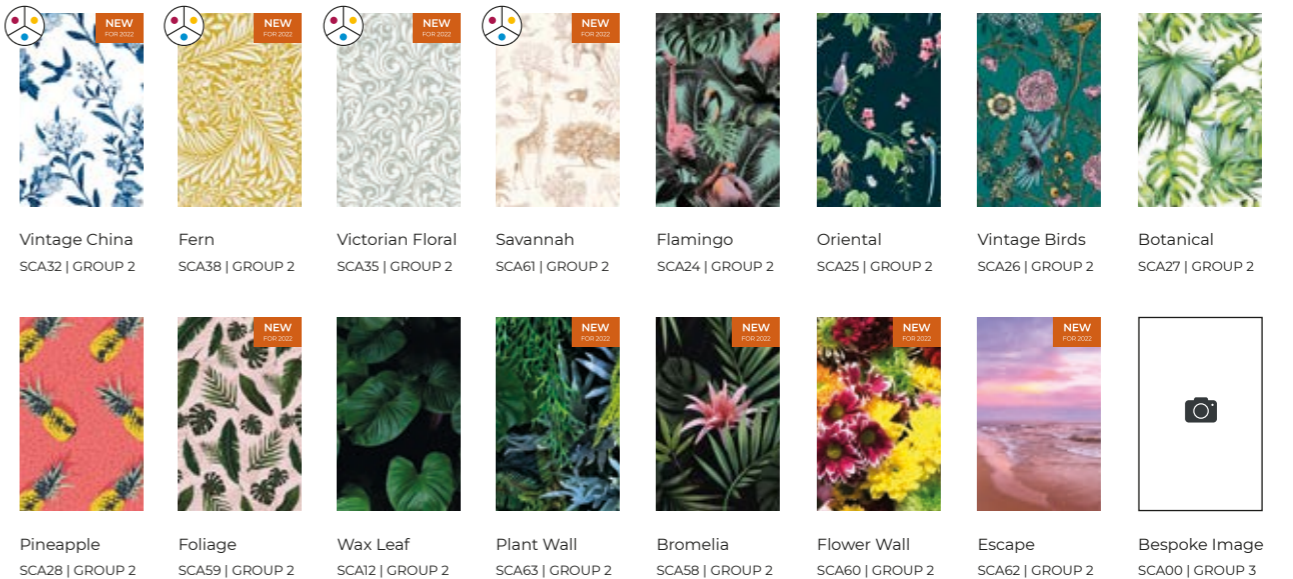 NEW
FOR 2022
NEW
FOR 2022
NEW
FOR 2022
NEW
FOR 2022
Vintage China
SCA32 | GROUP 2
Fern
SCA38 | GROUP 2
Victorian Floral
SCA35 | GROUP 2
Savannah
SCA61 | GROUP 2
Flamingo
SCA24 | GROUP 2
Oriental
SCA25 | GROUP 2
Vintage Birds
SCA26 | GROUP 2
Botanical
SCA27 | GROUP 2
NEW
FOR 2022
NEW
FOR 2022
NEW
FOR 2022
NEW
FOR 2022
NEW
FOR 2022
Pineapple
SCA28 | GROUP 2
Foliage
SCA59 | GROUP 2
Wax Leaf
SCA12 | GROUP 2
Plant Wall
SCA63 | GROUP 2
Bromelia
SCA58 | GROUP 2
Flower Wall
SCA60 | GROUP 2
Escape
SCA62 | GROUP 2
Bespoke Image
SCA00 | GROUP 3